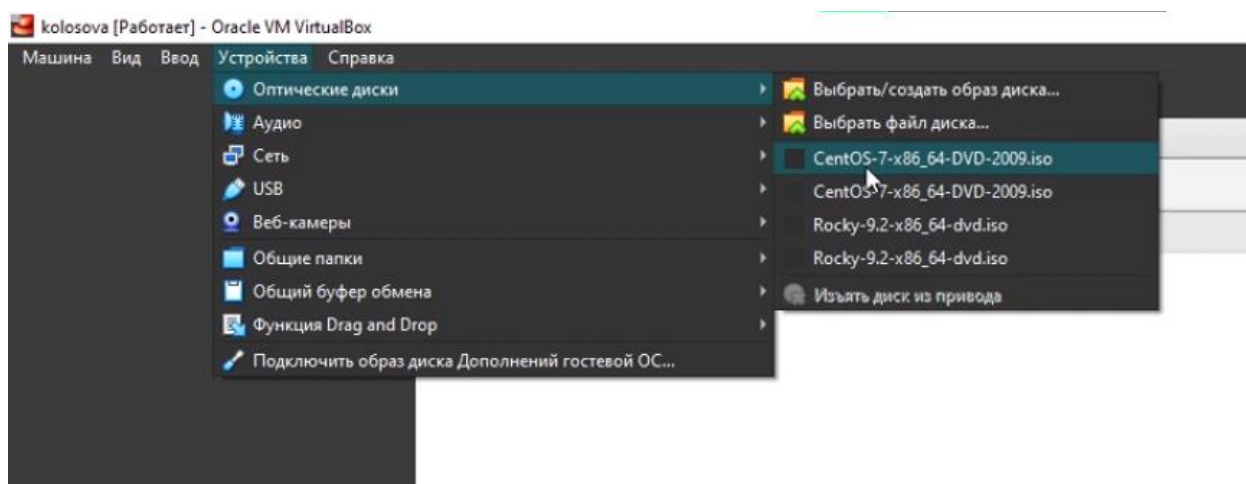 kolosova [Работает] - Oracle VM VirtualBox
Машина Вид Ввод Устройства Справка
Оптические диски
Аудио
Сеть
USB
Веб-камеры
Общие папки
Общий буфер обмена
Функция Drag and Drop
Подключить образ диска Дополнений гостевой ОС...
Выбрать/создать образ диска...
Выбрать файл диска...
CentOS-7-x86_64-DVD-2009.iso
CentOS-7-x86_64-DVD-2009.iso
Rocky-9.2-x86_64-dvd.iso
Rocky-9.2-x86_64-dvd.iso
Изъять диск из привода